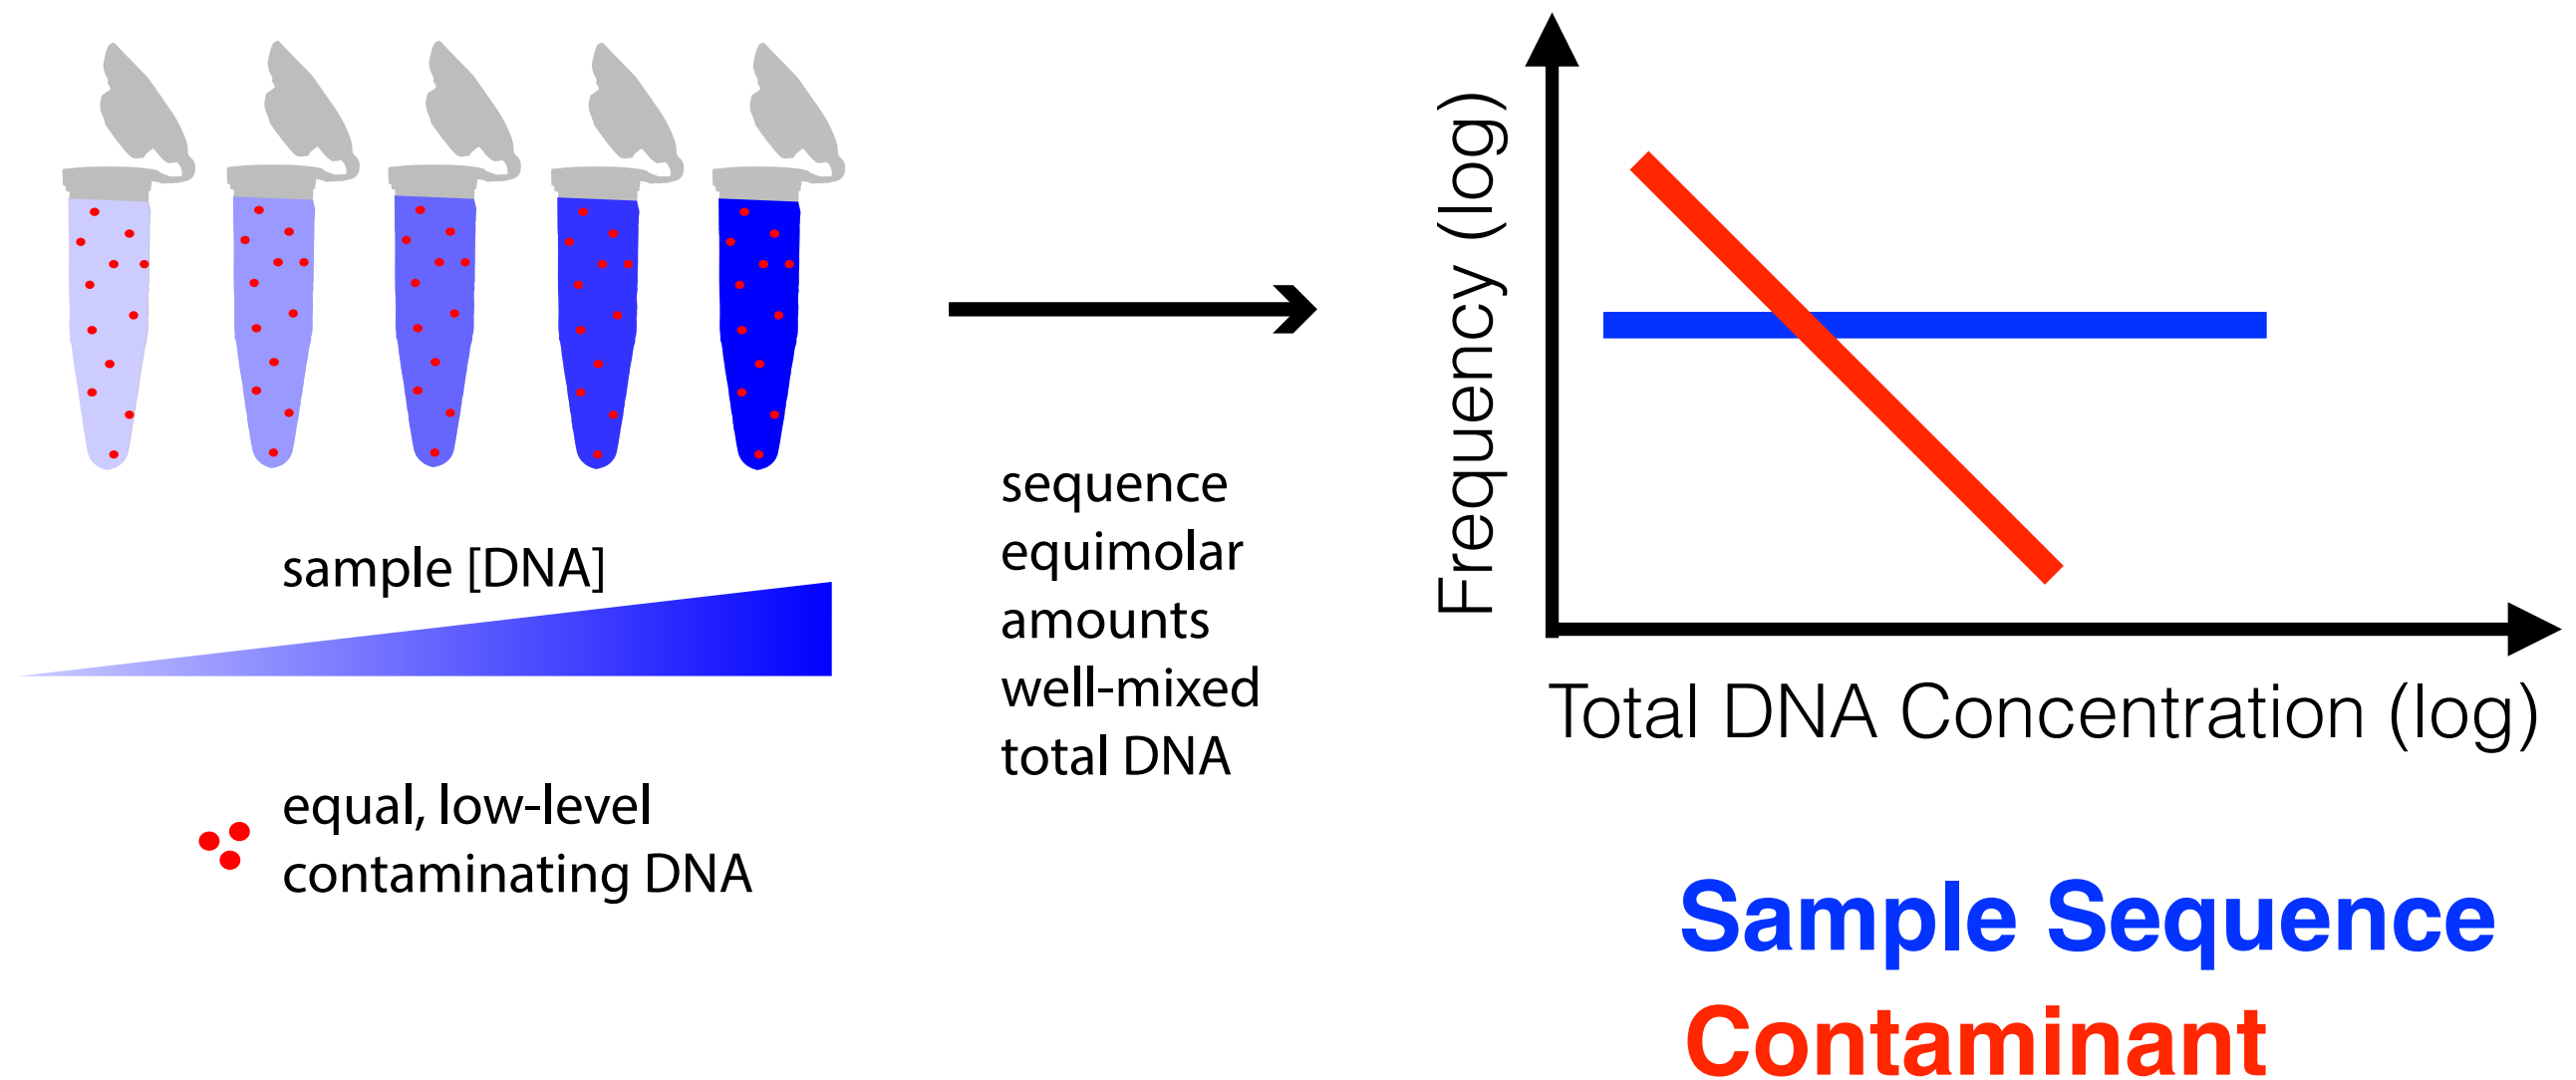 sample [DNA]
equal, low-level
contaminating DNA
sequence
equimolar
amounts
well-mixed
total DNA
Frequency (log)
Total DNA Concentration (log)
Sample Sequence
Contaminant